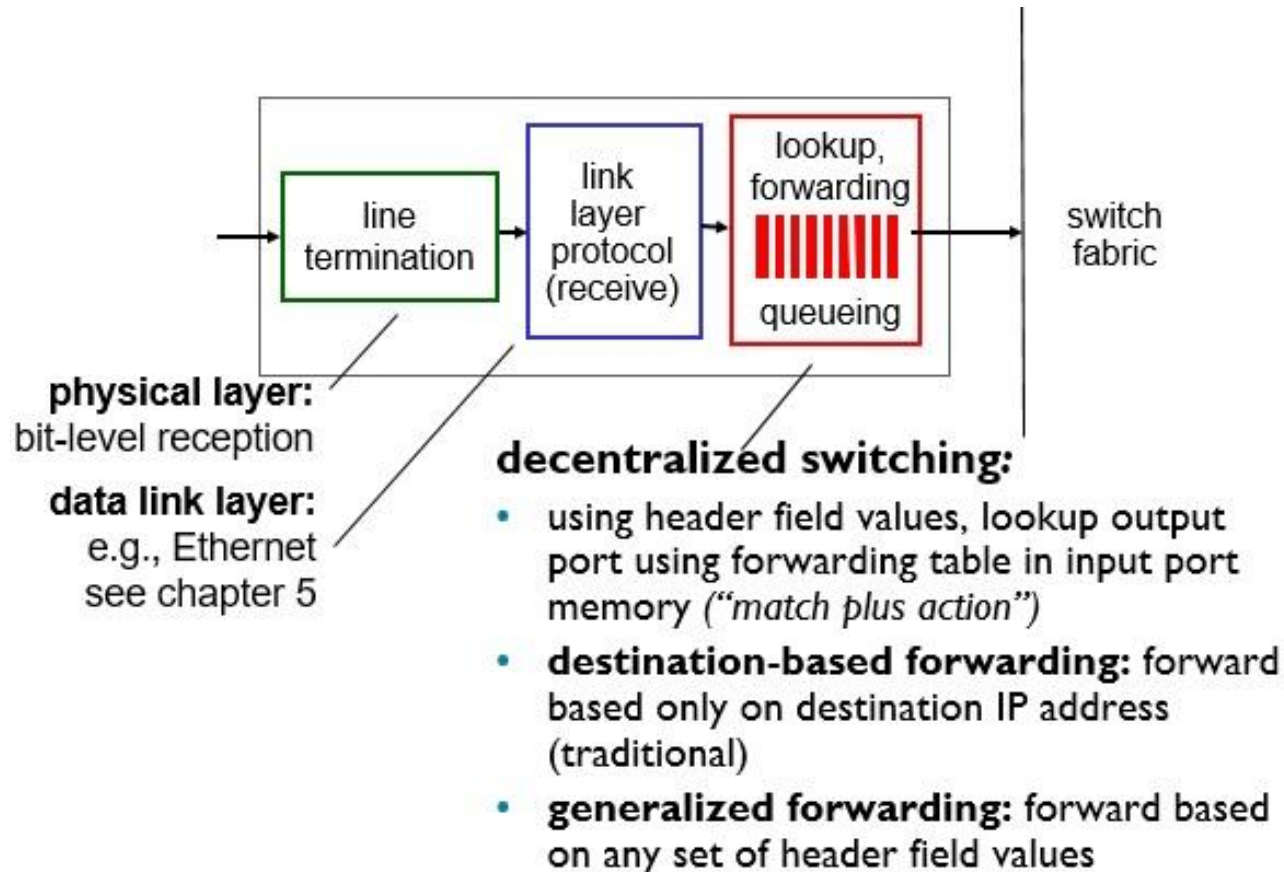 line
termination
link
layer
protocol
(receive)
lookup,
forwarding
queueing
switch
fabric
physical layer:
bit-level reception
data link layer:
e.g., Ethernet
see chapter 5
decentralized switching:
• using header field values, lookup output
port using forwarding table in input port
memory (“match plus action”)
• destination-based forwarding: forward
based only on destination IP address
(traditional)
• generalized forwarding: forward based
on any set of header field values